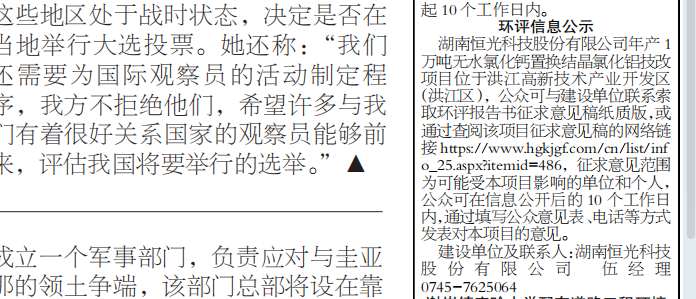 这些地区处于战时状态，决定是否在
当地举行大选投票。她还称：“我们
还需要为国际观察员的活动制定程
序，我方不拒绝他们，希望许多与我
们有着很好关系国家的观察员能够前
来，评估我国将要举行的选举。”▲
成立一个军事部门，负责应对与圭亚
那的领土争端，该部门总部将设在靠
起 10 个工作日内。
环评信息公示
湖南恒光科技股份有限公司年产 1
万吨无水氯化钙置换结晶氯化铝技改
项目位于洪江高新技术产业开发区
(洪江区)，公众可与建设单位联系索
取环评报告书征求意见稿纸质版，或
通过查阅该项目征求意见稿的网络链
接 https://www.hgkjgf.com/cn/list/inf
o_25.aspx?itemid=486，征求意见范围
为可能受本项目影响的单位和个人，
公众可在信息公开后的 10 个工作日
内，通过填写公众意见表、电话等方式
发表对本项目的意见。
建设单位及联系人：湖南恒光科技
股份有限公司 伍经理
0745-7625064